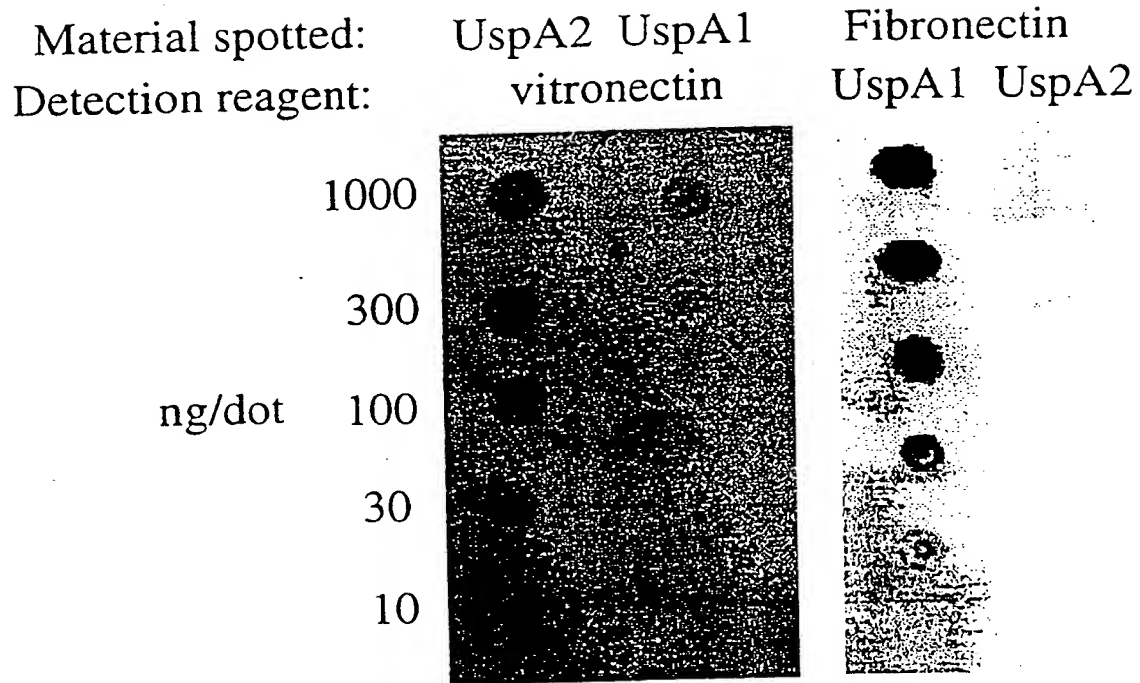 Material spotted: UspA2 UspA1 Fibronectin
Detection reagent: vitronectin UspA1 UspA2
1000
300
ng/dot 100
30
10